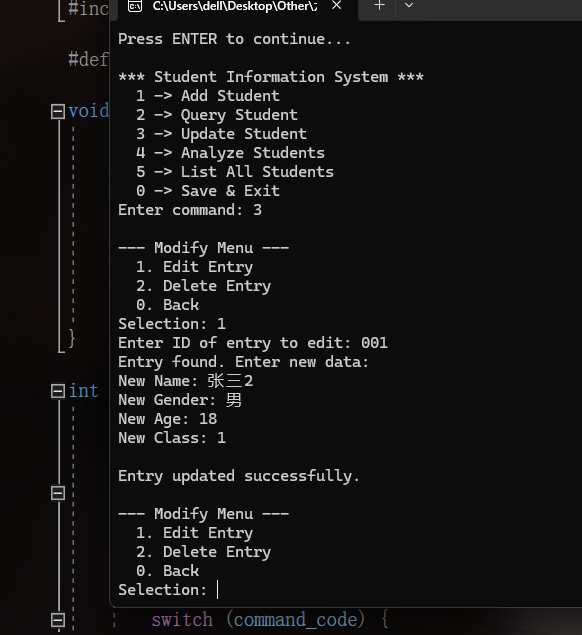 #inc
C:\Users\dell\Desktop\Other\
#def
void
}
int
Press ENTER to continue...
*** Student Information System ***
1 -> Add Student
2 -> Query Student
3 -> Update Student
4 -> Analyze Students
5 -> List All Students
0 -> Save & Exit
Enter command: 3
--- Modify Menu ---
1. Edit Entry
2. Delete Entry
0. Back
Selection: 1
Enter ID of entry to edit: 001
Entry found. Enter new data:
New Name: 张三2
New Gender: 男
New Age: 18
New Class: 1
Entry updated successfully.
--- Modify Menu ---
1. Edit Entry
2. Delete Entry
0. Back
Selection:
switch (command_code) {